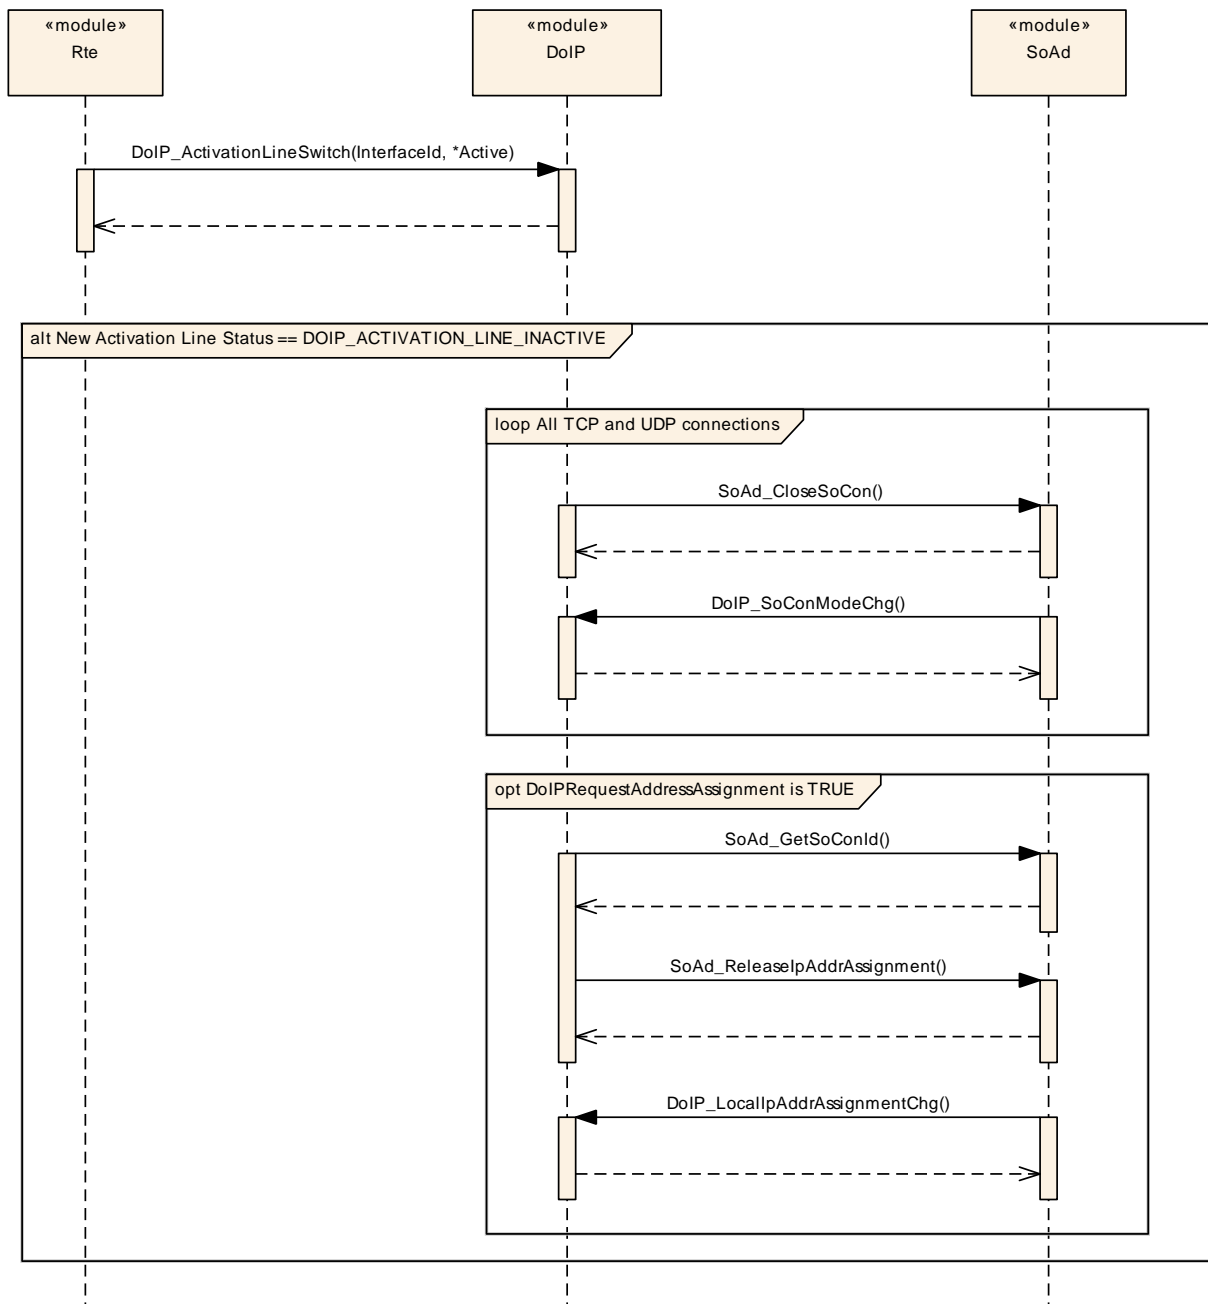 «module»
Rte
«module»
DoIP
«module»
SoAd
DoIP_ActivationLineSwitch(InterfaceId, *Active)
alt New Activation Line Status == DOIP_ACTIVATION_LINE_INACTIVE
loop All TCP and UDP connections
SoAd_CloseSoCon()
DoIP_SoConModeChg()
opt DoIPRequestAddressAssignment is TRUE
SoAd_GetSoConId()
SoAd_ReleaseIpAddrAssignment()
DoIP_LocalIpAddrAssignmentChg()